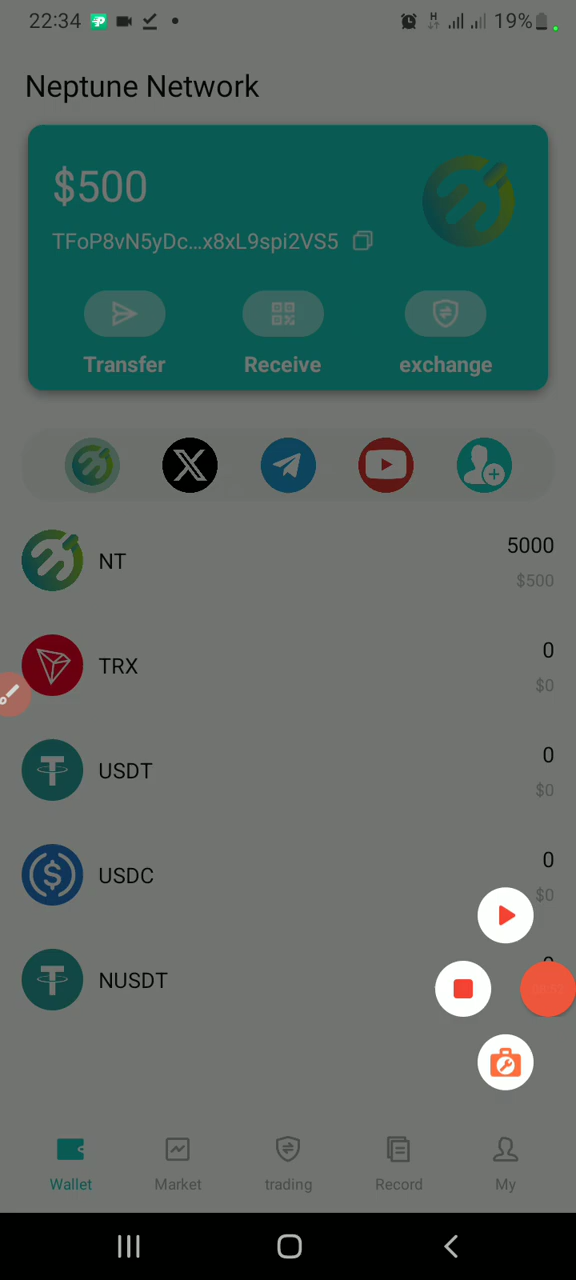 22:34 19%
Neptune Network
$500
TFoP8vN5yDc...x8xL9spi2VS5
Transfer Receive exchange
NT 5000
$500
TRX 0
$0
USDT 0
$0
USDC 0
$0
NUSDT
Wallet Market trading Record My